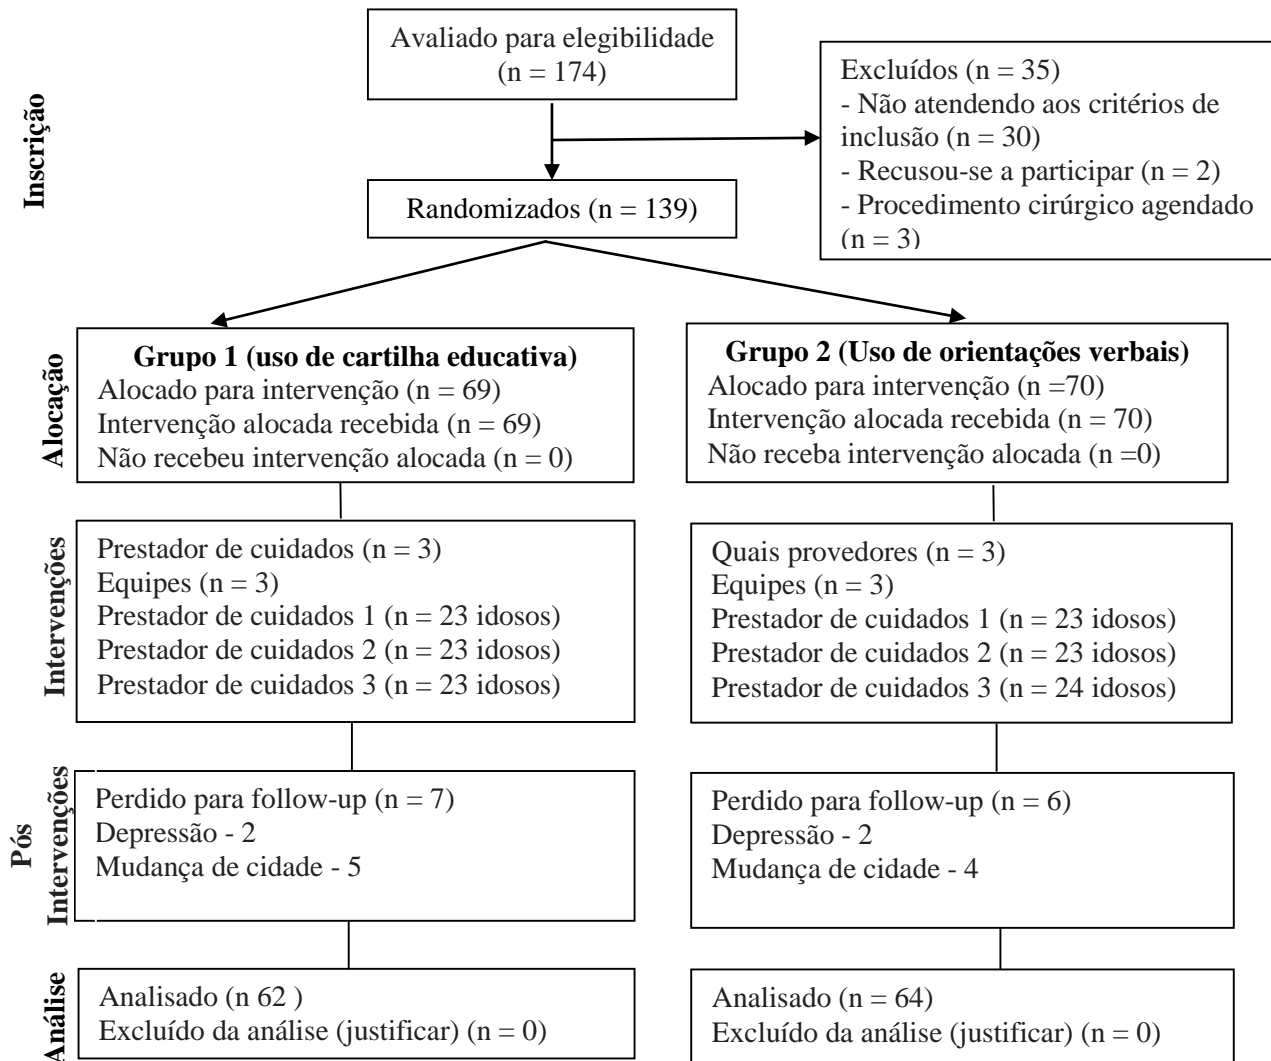 Inscrição
Avaliado para elegibilidade
(n = 174)
Excluídos (n = 35)
- Não atendendo aos critérios de
inclusão (n = 30)
- Recusou-se a participar (n = 2)
- Procedimento cirúrgico agendado
(n = 3)
Randomizados (n = 139)
Alocação
Grupo 1 (uso de cartilha educativa)
Alocado para intervenção (n = 69)
Intervenção alocada recebida (n = 69)
Não recebeu intervenção alocada (n = 0)
Grupo 2 (Uso de orientações verbais)
Alocado para intervenção (n =70)
Intervenção alocada recebida (n = 70)
Não receba intervenção alocada (n =0)
Intervenções
Prestador de cuidados (n = 3)
Equipes (n = 3)
Prestador de cuidados 1 (n = 23 idosos)
Prestador de cuidados 2 (n = 23 idosos)
Prestador de cuidados 3 (n = 23 idosos)
Quais provedores (n = 3)
Equipes (n = 3)
Prestador de cuidados 1 (n = 23 idosos)
Prestador de cuidados 2 (n = 23 idosos)
Prestador de cuidados 3 (n = 24 idosos)
Pós
Intervenções
Perdido para follow-up (n = 7)
Depressão - 2
Mudança de cidade - 5
Perdido para follow-up (n = 6)
Depressão - 2
Mudança de cidade - 4
Análise
Analisado (n 62 )
Excluído da análise (justificar) (n = 0)
Analisado (n = 64)
Excluído da análise (justificar) (n = 0)